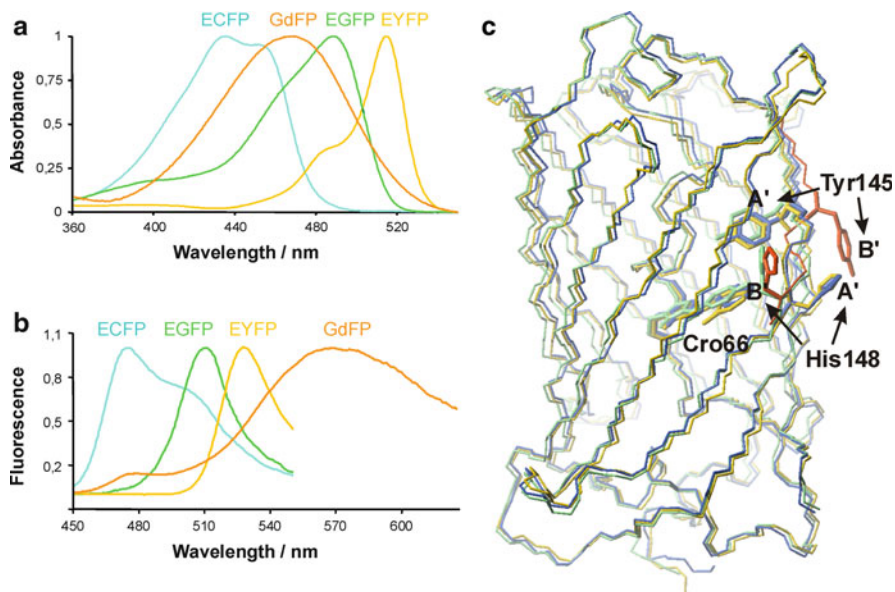 a
ECFP GdFP EGFP EYFP
1
0,75
0,5
0,25
0
360 400 440 480 520
Absorbance
Wavelength / nm
b
ECFP EGFP EYFP GdFP
1,1
0,8
0,5
0,2
450 480 510 540 570 600
Fluorescence
Wavelength / nm
c
A' Tyr145
B'
B' A'
Cro66
His148